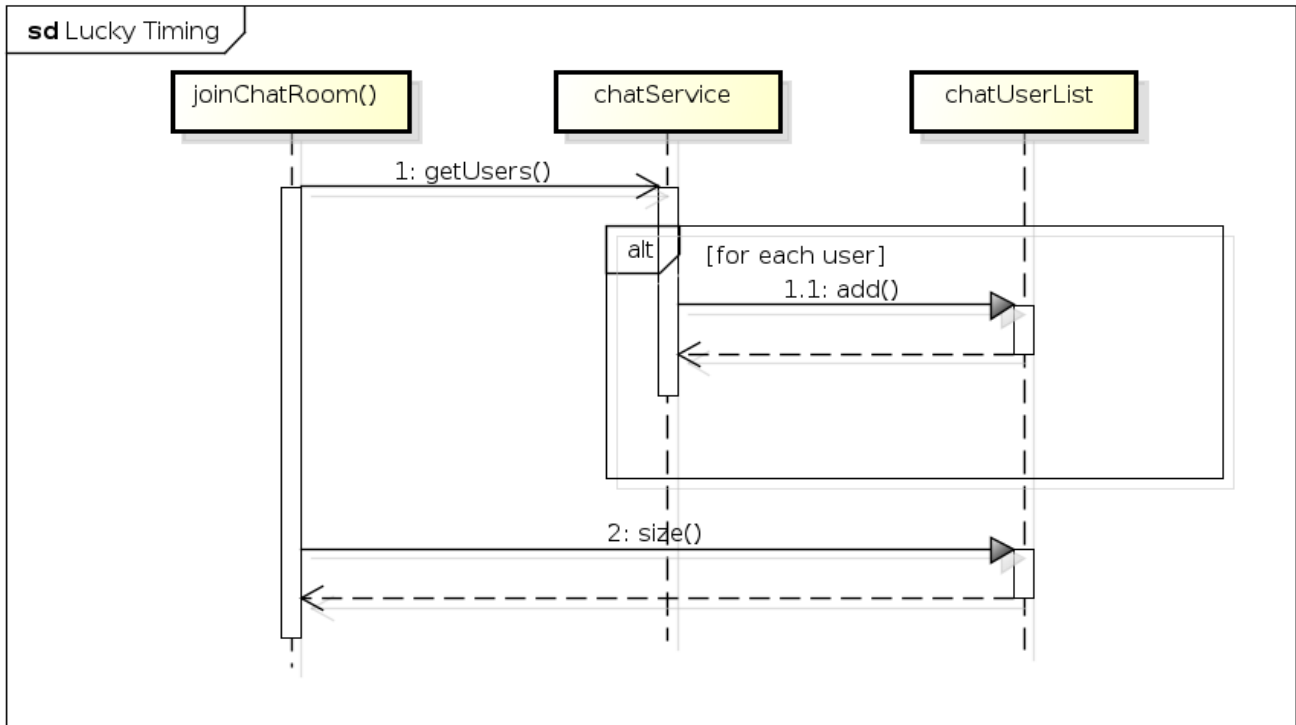 sd Lucky Timing
joinChatRoom()
chatService
chatUserList
1: getUsers()
alt
[for each user]
1.1: add()
2: size()